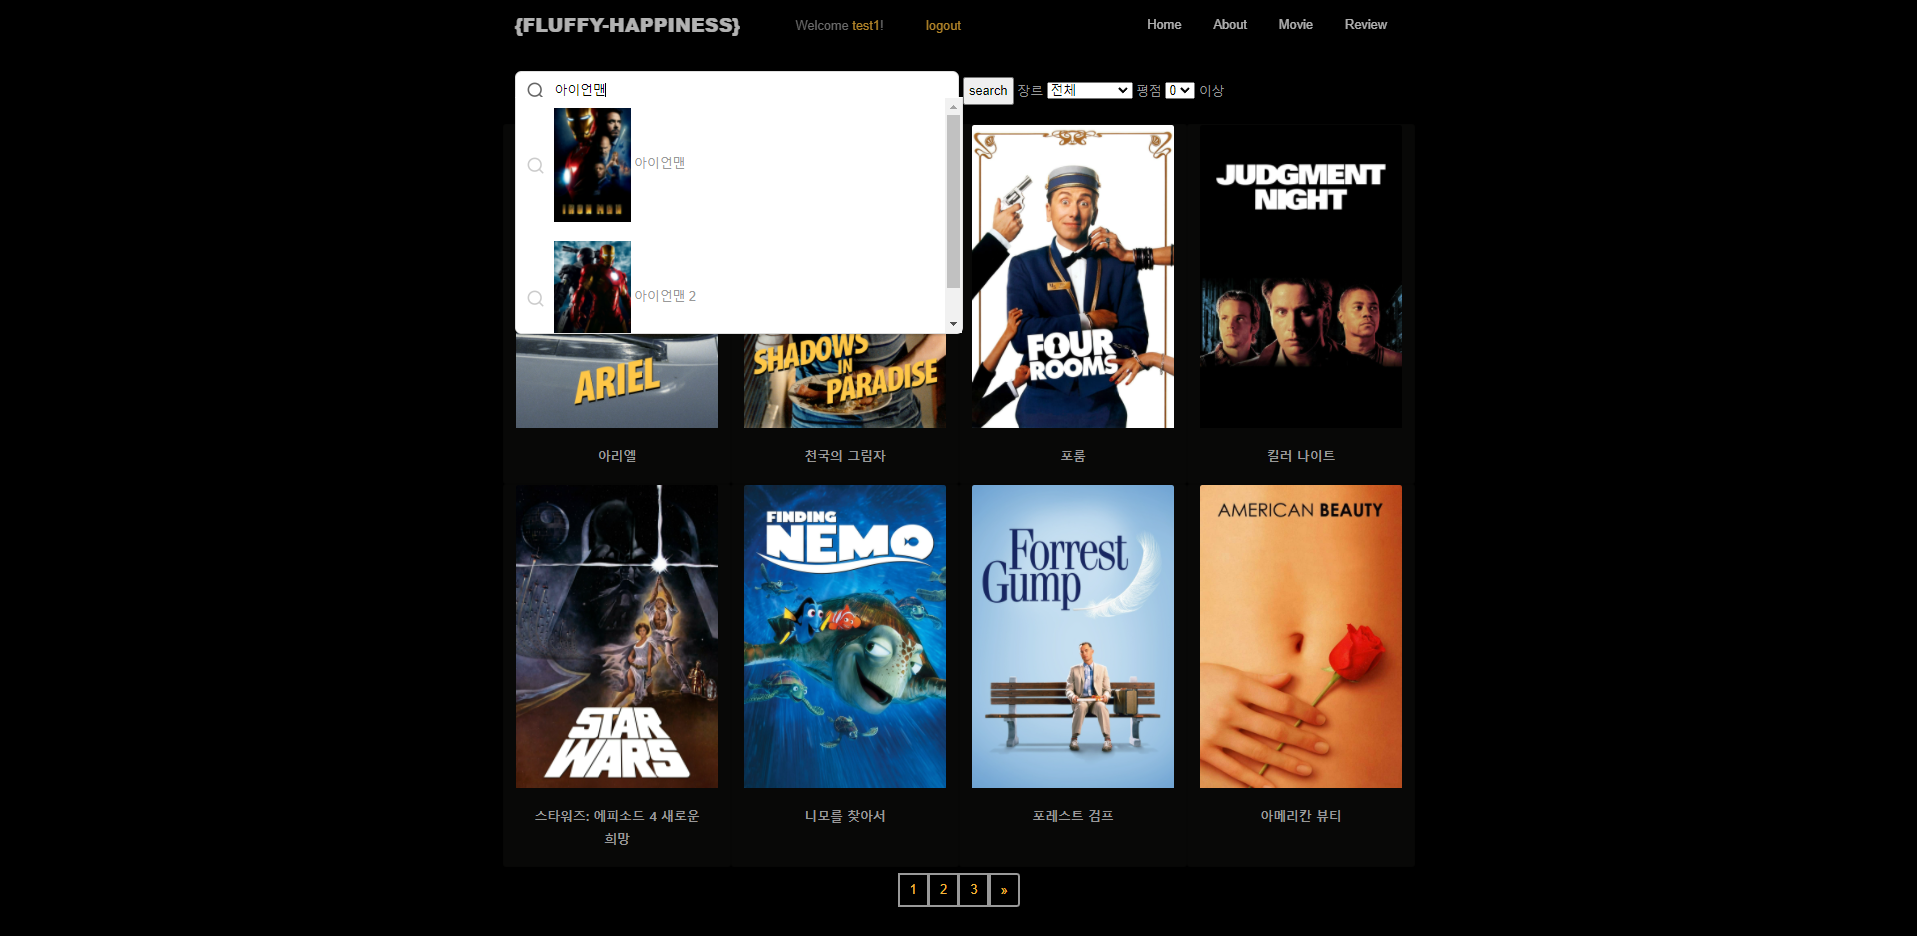 {FLUFFY-HAPPINESS}
Welcome test1!
logout
Home
About
Movie
Review
아이언맨
search
장르
전체
평점
0
이상
IRON MAN
아이언맨
아이언맨 2
ARIEL
SHADOWS
IN
PARADISE
FOUR
ROOMS
JUDGMENT
NIGHT
아리엘
천국의 그림자
포룸
킬러 나이트
STAR
WARS
FINDING
NEMO
Forrest
Gump
AMERICAN BEAUTY
스타워즈: 에피소드 4 새로운
희망
니모를 찾아서
포레스트 검프
아메리칸 뷰티
1
2
3
»